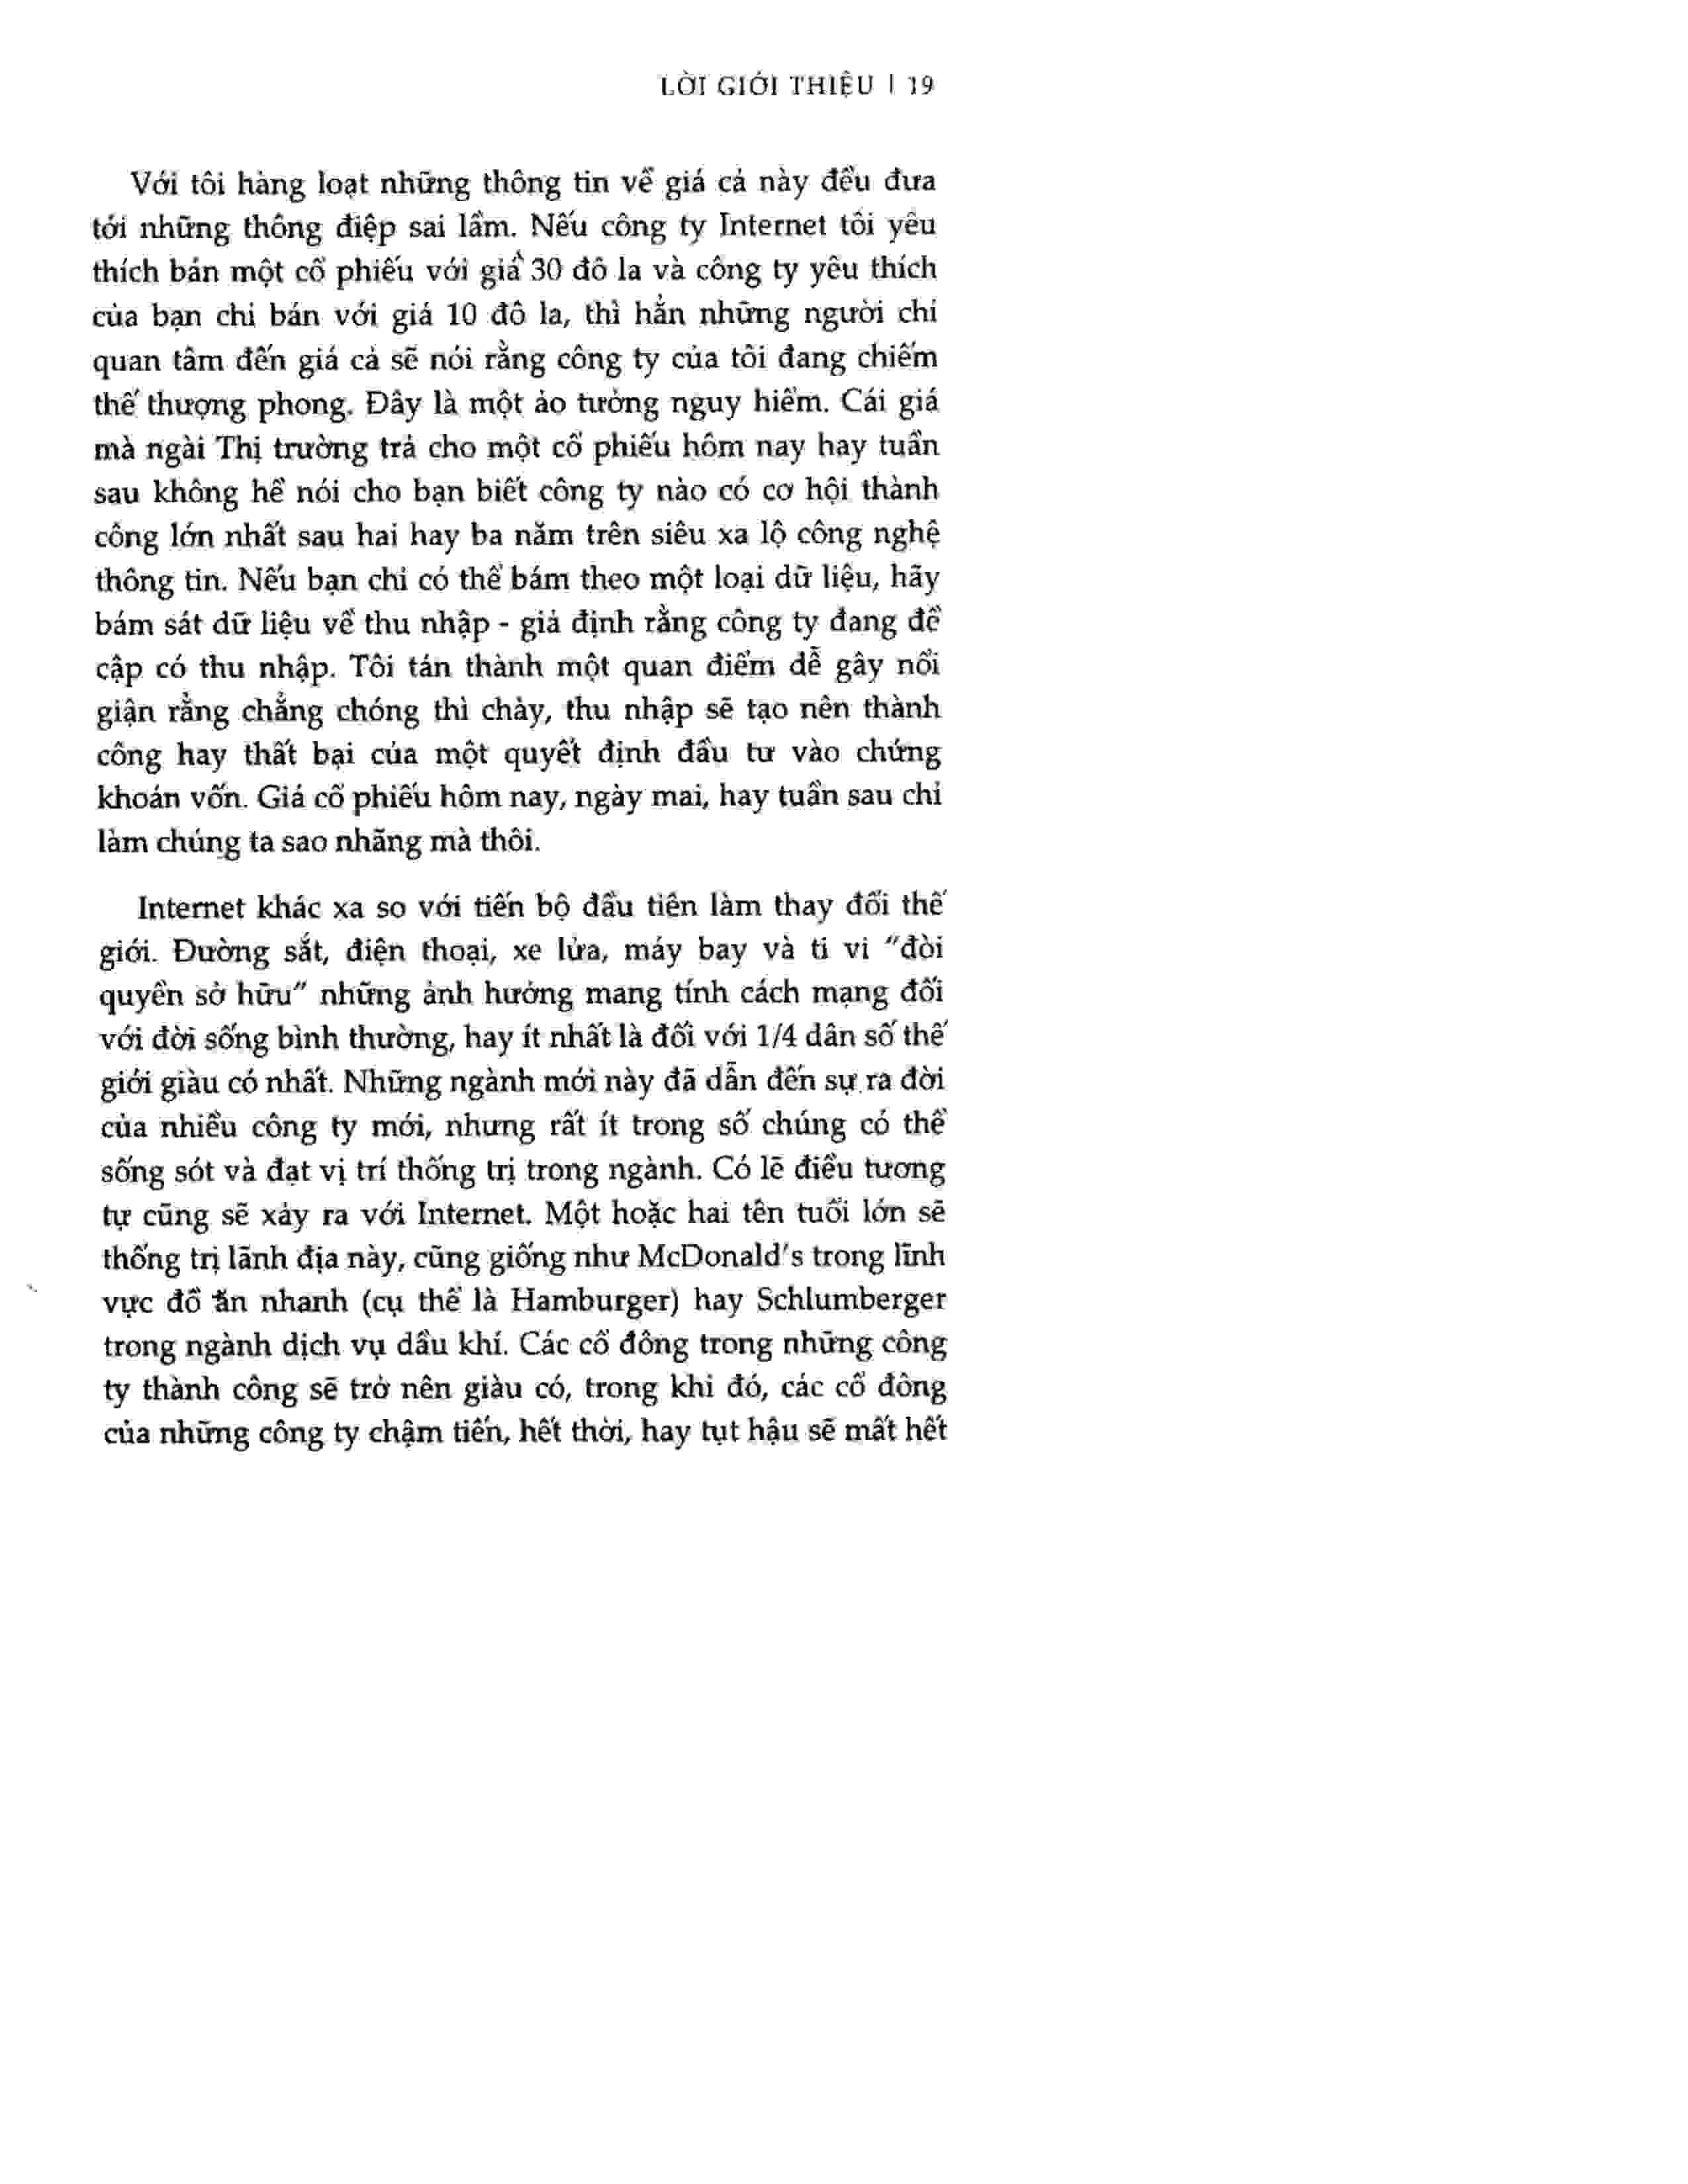 LỜI GIỚI THIỆU | 19
Với tôi hàng loạt những thông tin về giá cả này đều đưa
tới những thông điệp sai lầm. Nếu công ty Internet tôi yêu
thích bán một cổ phiếu với giá 30 đô la và công ty yêu thích
của bạn chỉ bán với giá 10 đô la, thì hẳn những người chỉ
quan tâm đến giá cả sẽ nói rằng công ty của tôi đang chiếm
thế thượng phong. Đây là một ảo tưởng nguy hiểm. Cái giá
mà ngài Thị trường trả cho một cổ phiếu hôm nay hay tuần
sau không hề nói cho bạn biết công ty nào có cơ hội thành
công lớn nhất sau hai hay ba năm trên siêu xa lộ công nghệ
thông tin. Nếu bạn chỉ có thể bám theo một loại dữ liệu, hãy
bám sát dữ liệu về thu nhập - giả định rằng công ty đang đề
cập có thu nhập. Tôi tán thành một quan điểm dễ gây nổi
giận rằng chẳng chóng thì chày, thu nhập sẽ tạo nên thành
công hay thất bại của một quyết định đầu tư vào chứng
khoán vốn. Giá cổ phiếu hôm nay, ngày mai, hay tuần sau chỉ
làm chúng ta sao nhãng mà thôi.
Internet khác xa so với tiến bộ đầu tiên làm thay đổi thế
giới. Đường sắt, điện thoại, xe lửa, máy bay và ti vi "đòi
quyền sở hữu" những ảnh hưởng mang tính cách mạng đối
với đời sống bình thường, hay ít nhất là đối với 1/4 dân số thế
giới giàu có nhất. Những ngành mới này đã dẫn đến sự ra đời
của nhiều công ty mới, nhưng rất ít trong số chúng có thể
sống sót và đạt vị trí thống trị trong ngành. Có lẽ điều tương
tự cũng sẽ xảy ra với Internet. Một hoặc hai tên tuổi lớn sẽ
thống trị lãnh địa này, cũng giống như McDonald's trong lĩnh
vực đồ ăn nhanh (cụ thể là Hamburger) hay Schlumberger
trong ngành dịch vụ dầu khí. Các cổ đông trong những công
ty thành công sẽ trở nên giàu có, trong khi đó, các cổ đông
của những công ty chậm tiến, hết thời, hay tụt hậu sẽ mất hết